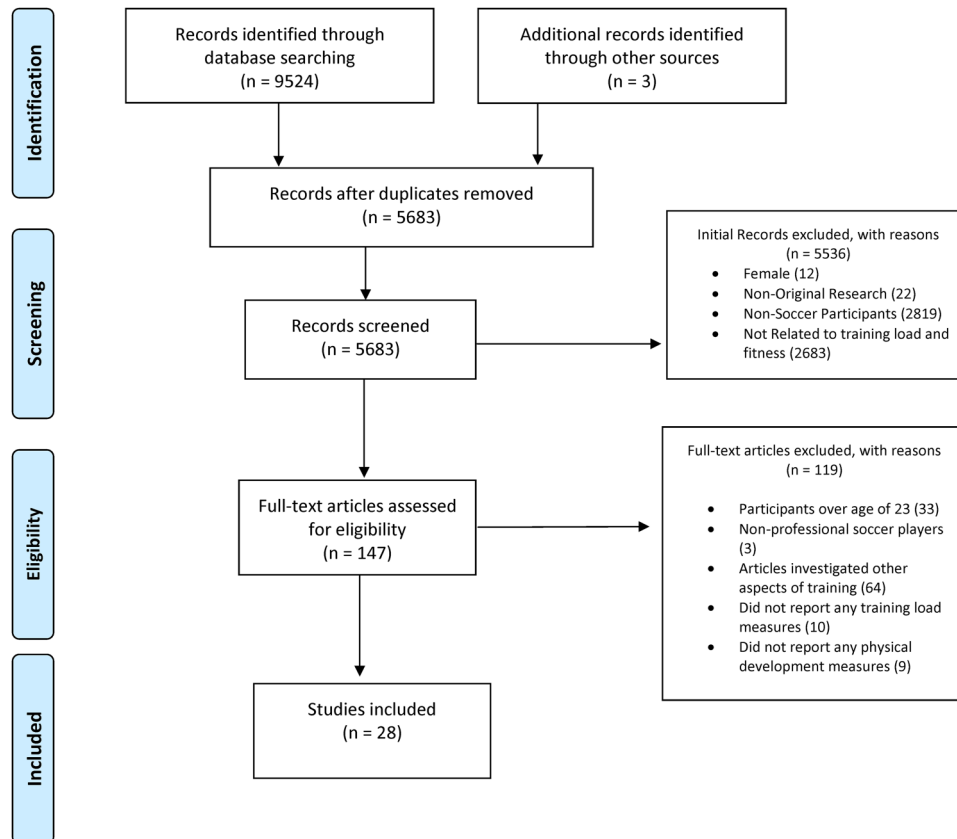 Identification
Records identified through
database searching
(n = 9524)
Additional records identified
through other sources
(n = 3)
Records after duplicates removed
(n = 5683)
Screening
Records screened
(n = 5683)
Initial Records excluded, with reasons
(n = 5536)
• Female (12)
• Non-Original Research (22)
• Non-Soccer Participants (2819)
• Not Related to training load and
fitness (2683)
Eligibility
Full-text articles assessed
for eligibility
(n = 147)
Full-text articles excluded, with reasons
(n = 119)
• Participants over age of 23 (33)
• Non-professional soccer players
(3)
• Articles investigated other
aspects of training (64)
• Did not report any training load
measures (10)
• Did not report any physical
development measures (9)
Included
Studies included
(n = 28)